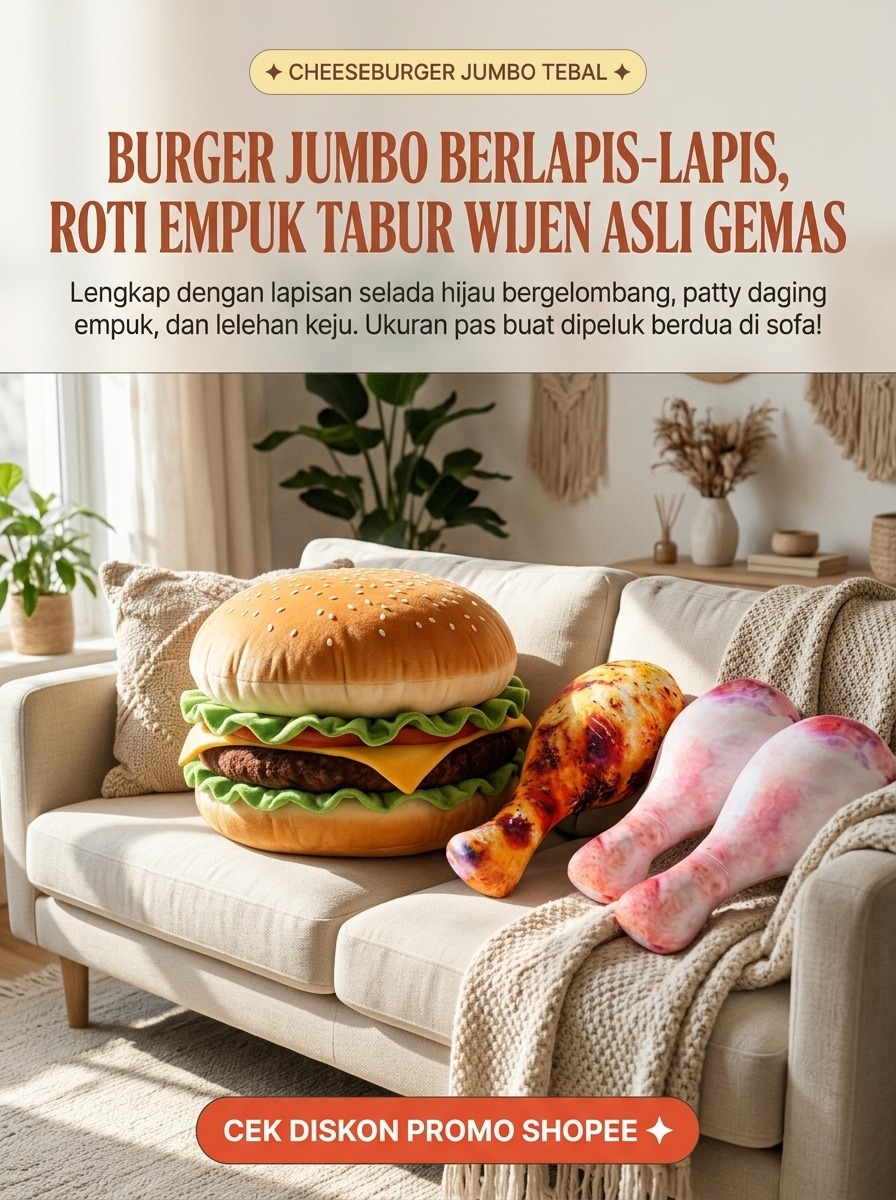 ✦ CHEESEBURGER JUMBO TEBAL ✦
BURGER JUMBO BERLAPIS-LAPIS,
ROTI EMPUK TABUR WIJEN ASLI GEMAS
Lengkap dengan lapisan selada hijau bergelombang, patty daging
empuk, dan lelehan keju. Ukuran pas buat dipeluk berdua di sofa!
CEK DISKON PROMO SHOPEE ✦